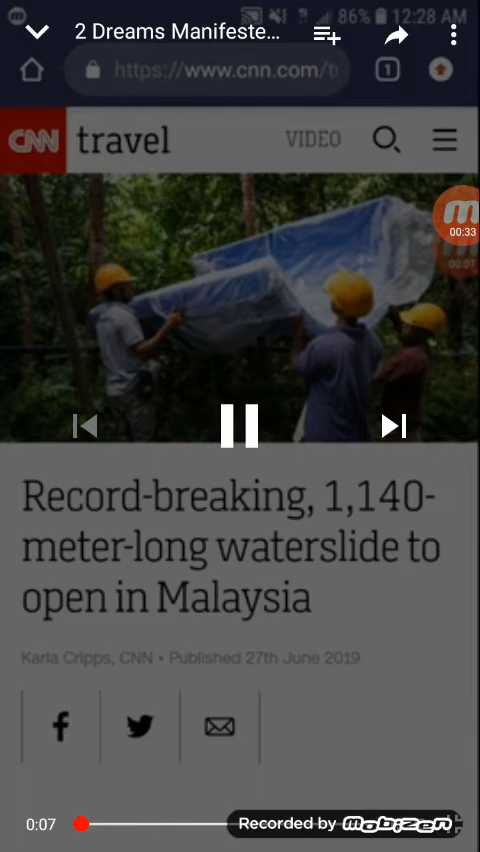 86% 12:28 AM
2 Dreams Manifeste...
https://www.cnn.com/t
1
CNN travel
VIDEO
00:33
00:07
Record-breaking, 1,140-
meter-long waterslide to
open in Malaysia
Karla Cripps, CNN • Published 27th June 2019
0:07
Recorded by mobizen